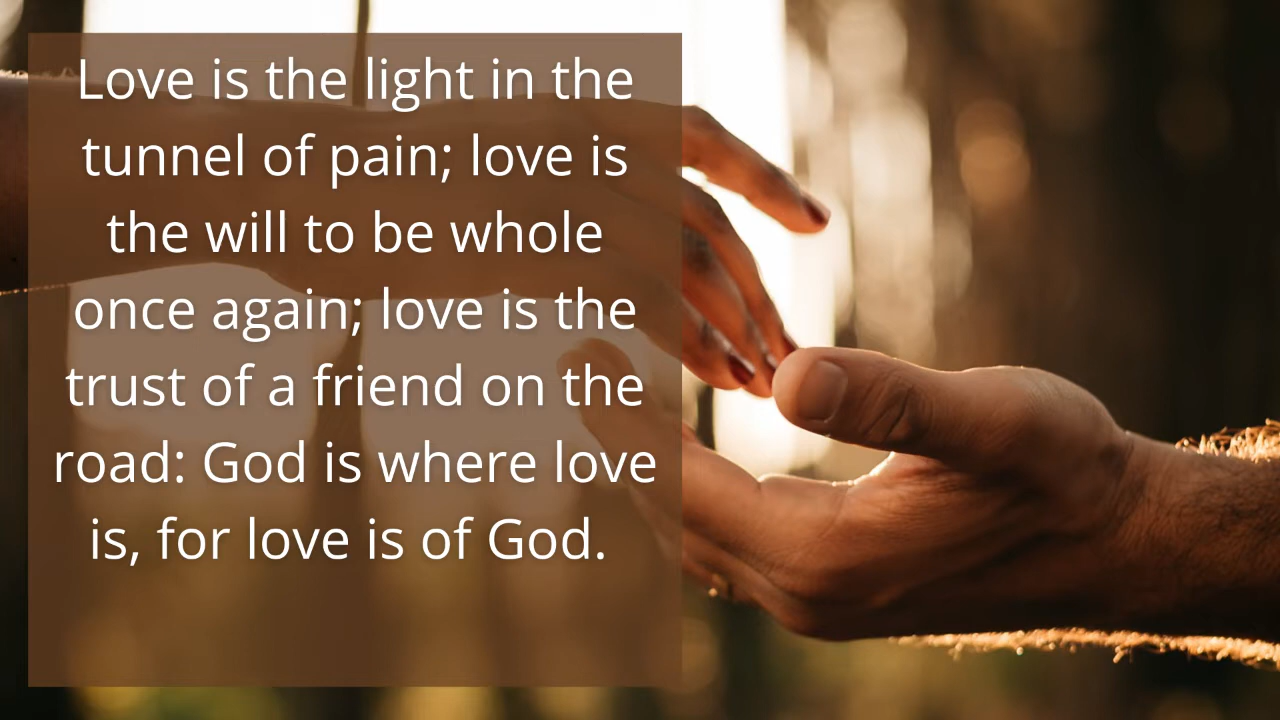 Love is the light in the
tunnel of pain; love is
the will to be whole
once again; love is the
trust of a friend on the
road: God is where love
is, for love is of God.